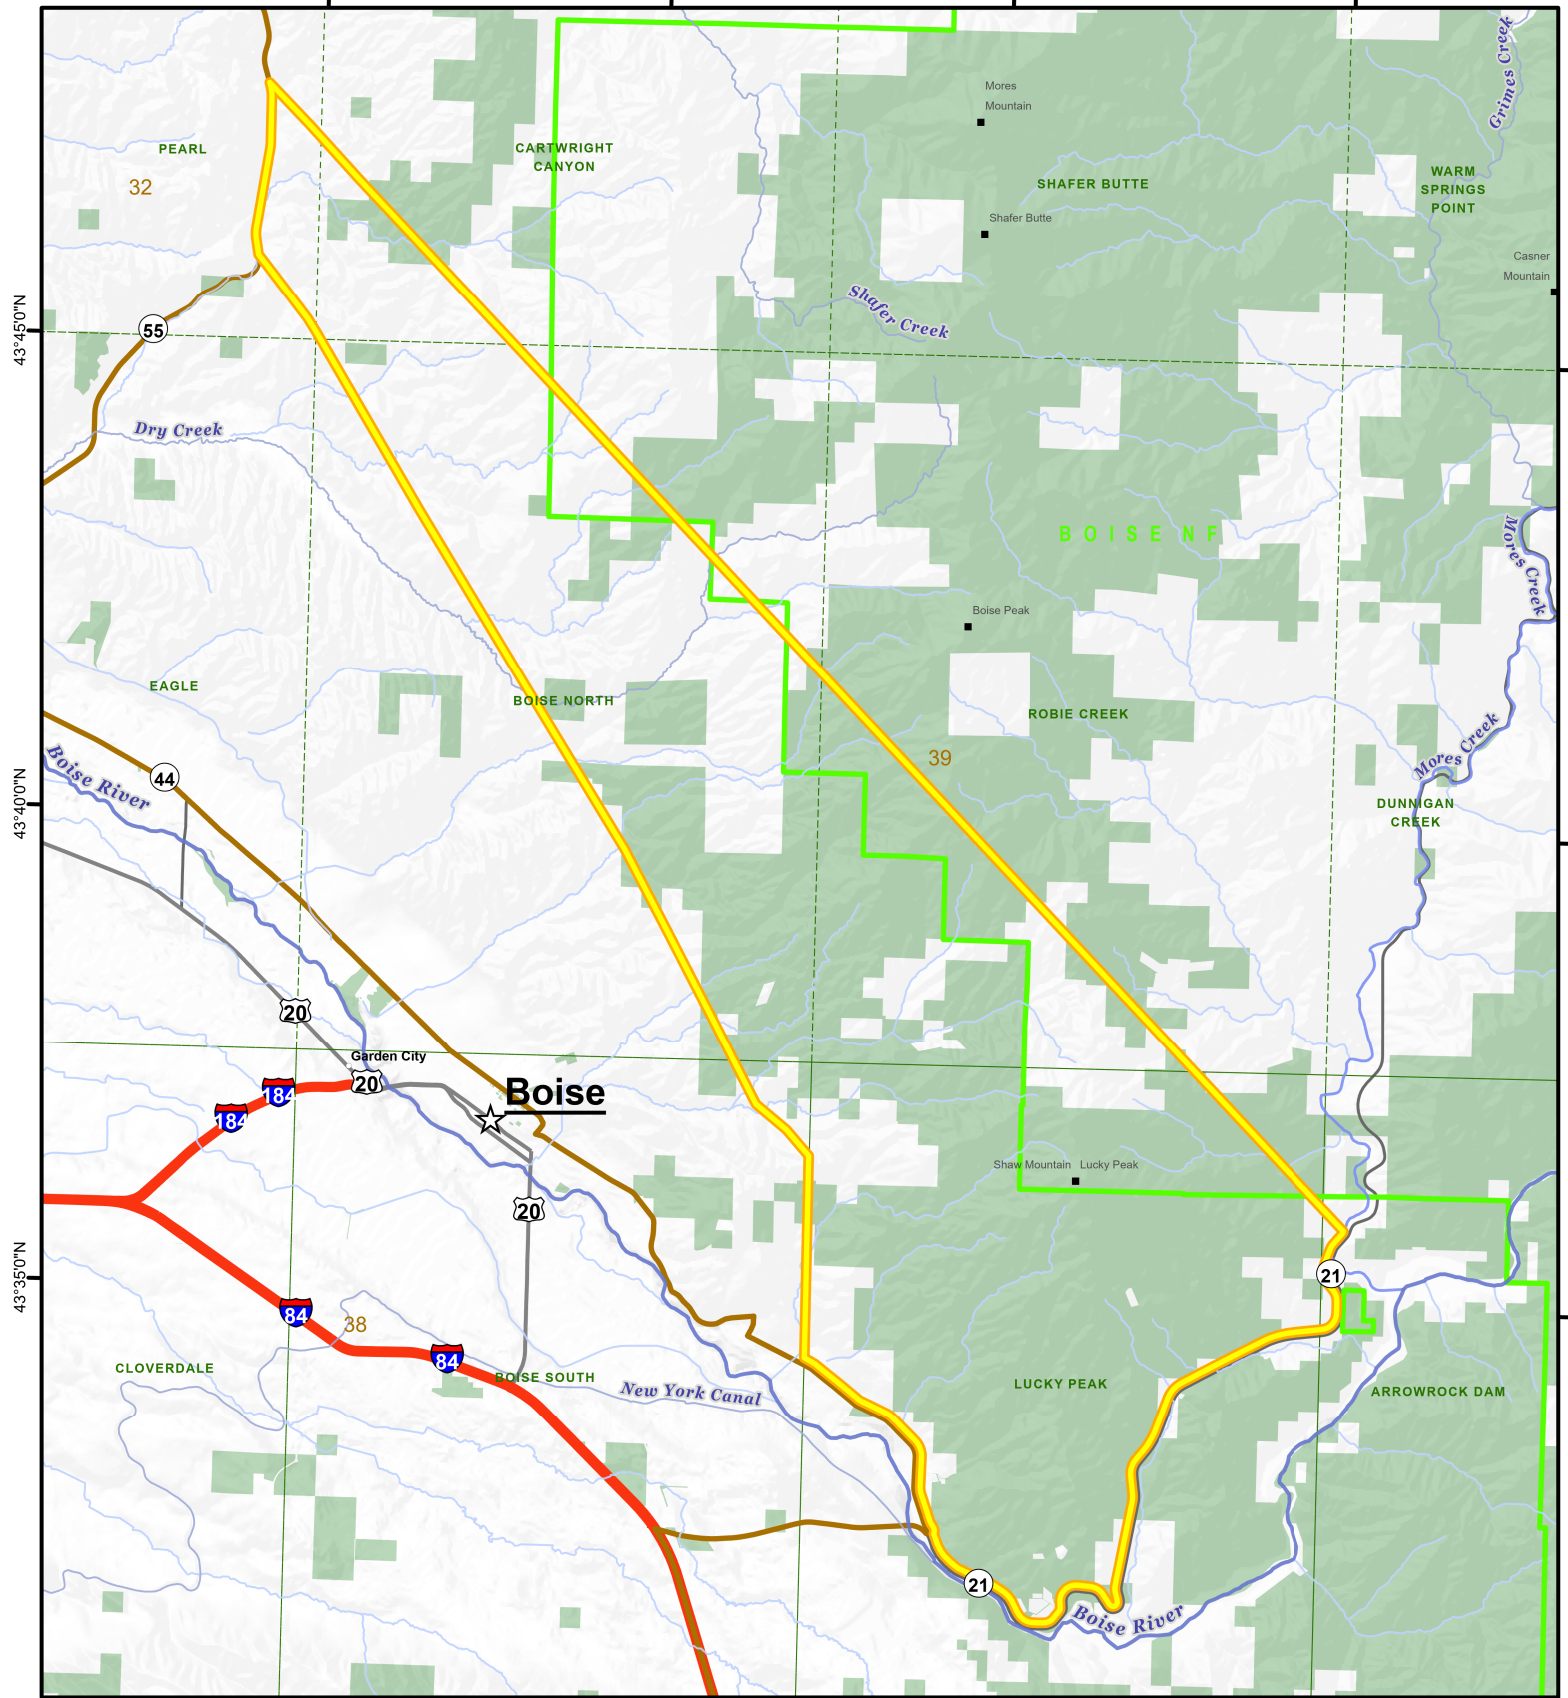 Grimes Creek
Mores
Mountain
PEARL
CARTWRIGHT
CANYON
32
SHAFER BUTTE
WARM
SPRINGS
POINT
Shafer Butte
Casner
Mountain
Shafer Creek
43°45'0"N
55
Dry Creek
BOISE NF
Mores Creek
Boise Peak
EAGLE
BOISE NORTH
ROBIE CREEK
Mores Creek
39
Boise River
44
43°40'0"N
DUNNIGAN
CREEK
20
Garden City
20
184
184
Boise
Shaw Mountain
Lucky Peak
20
43°35'0"N
21
84
38
84
CLOVERDALE
BOISE SOUTH
New York Canal
LUCKY PEAK
ARROWROCK DAM
21
Boise River